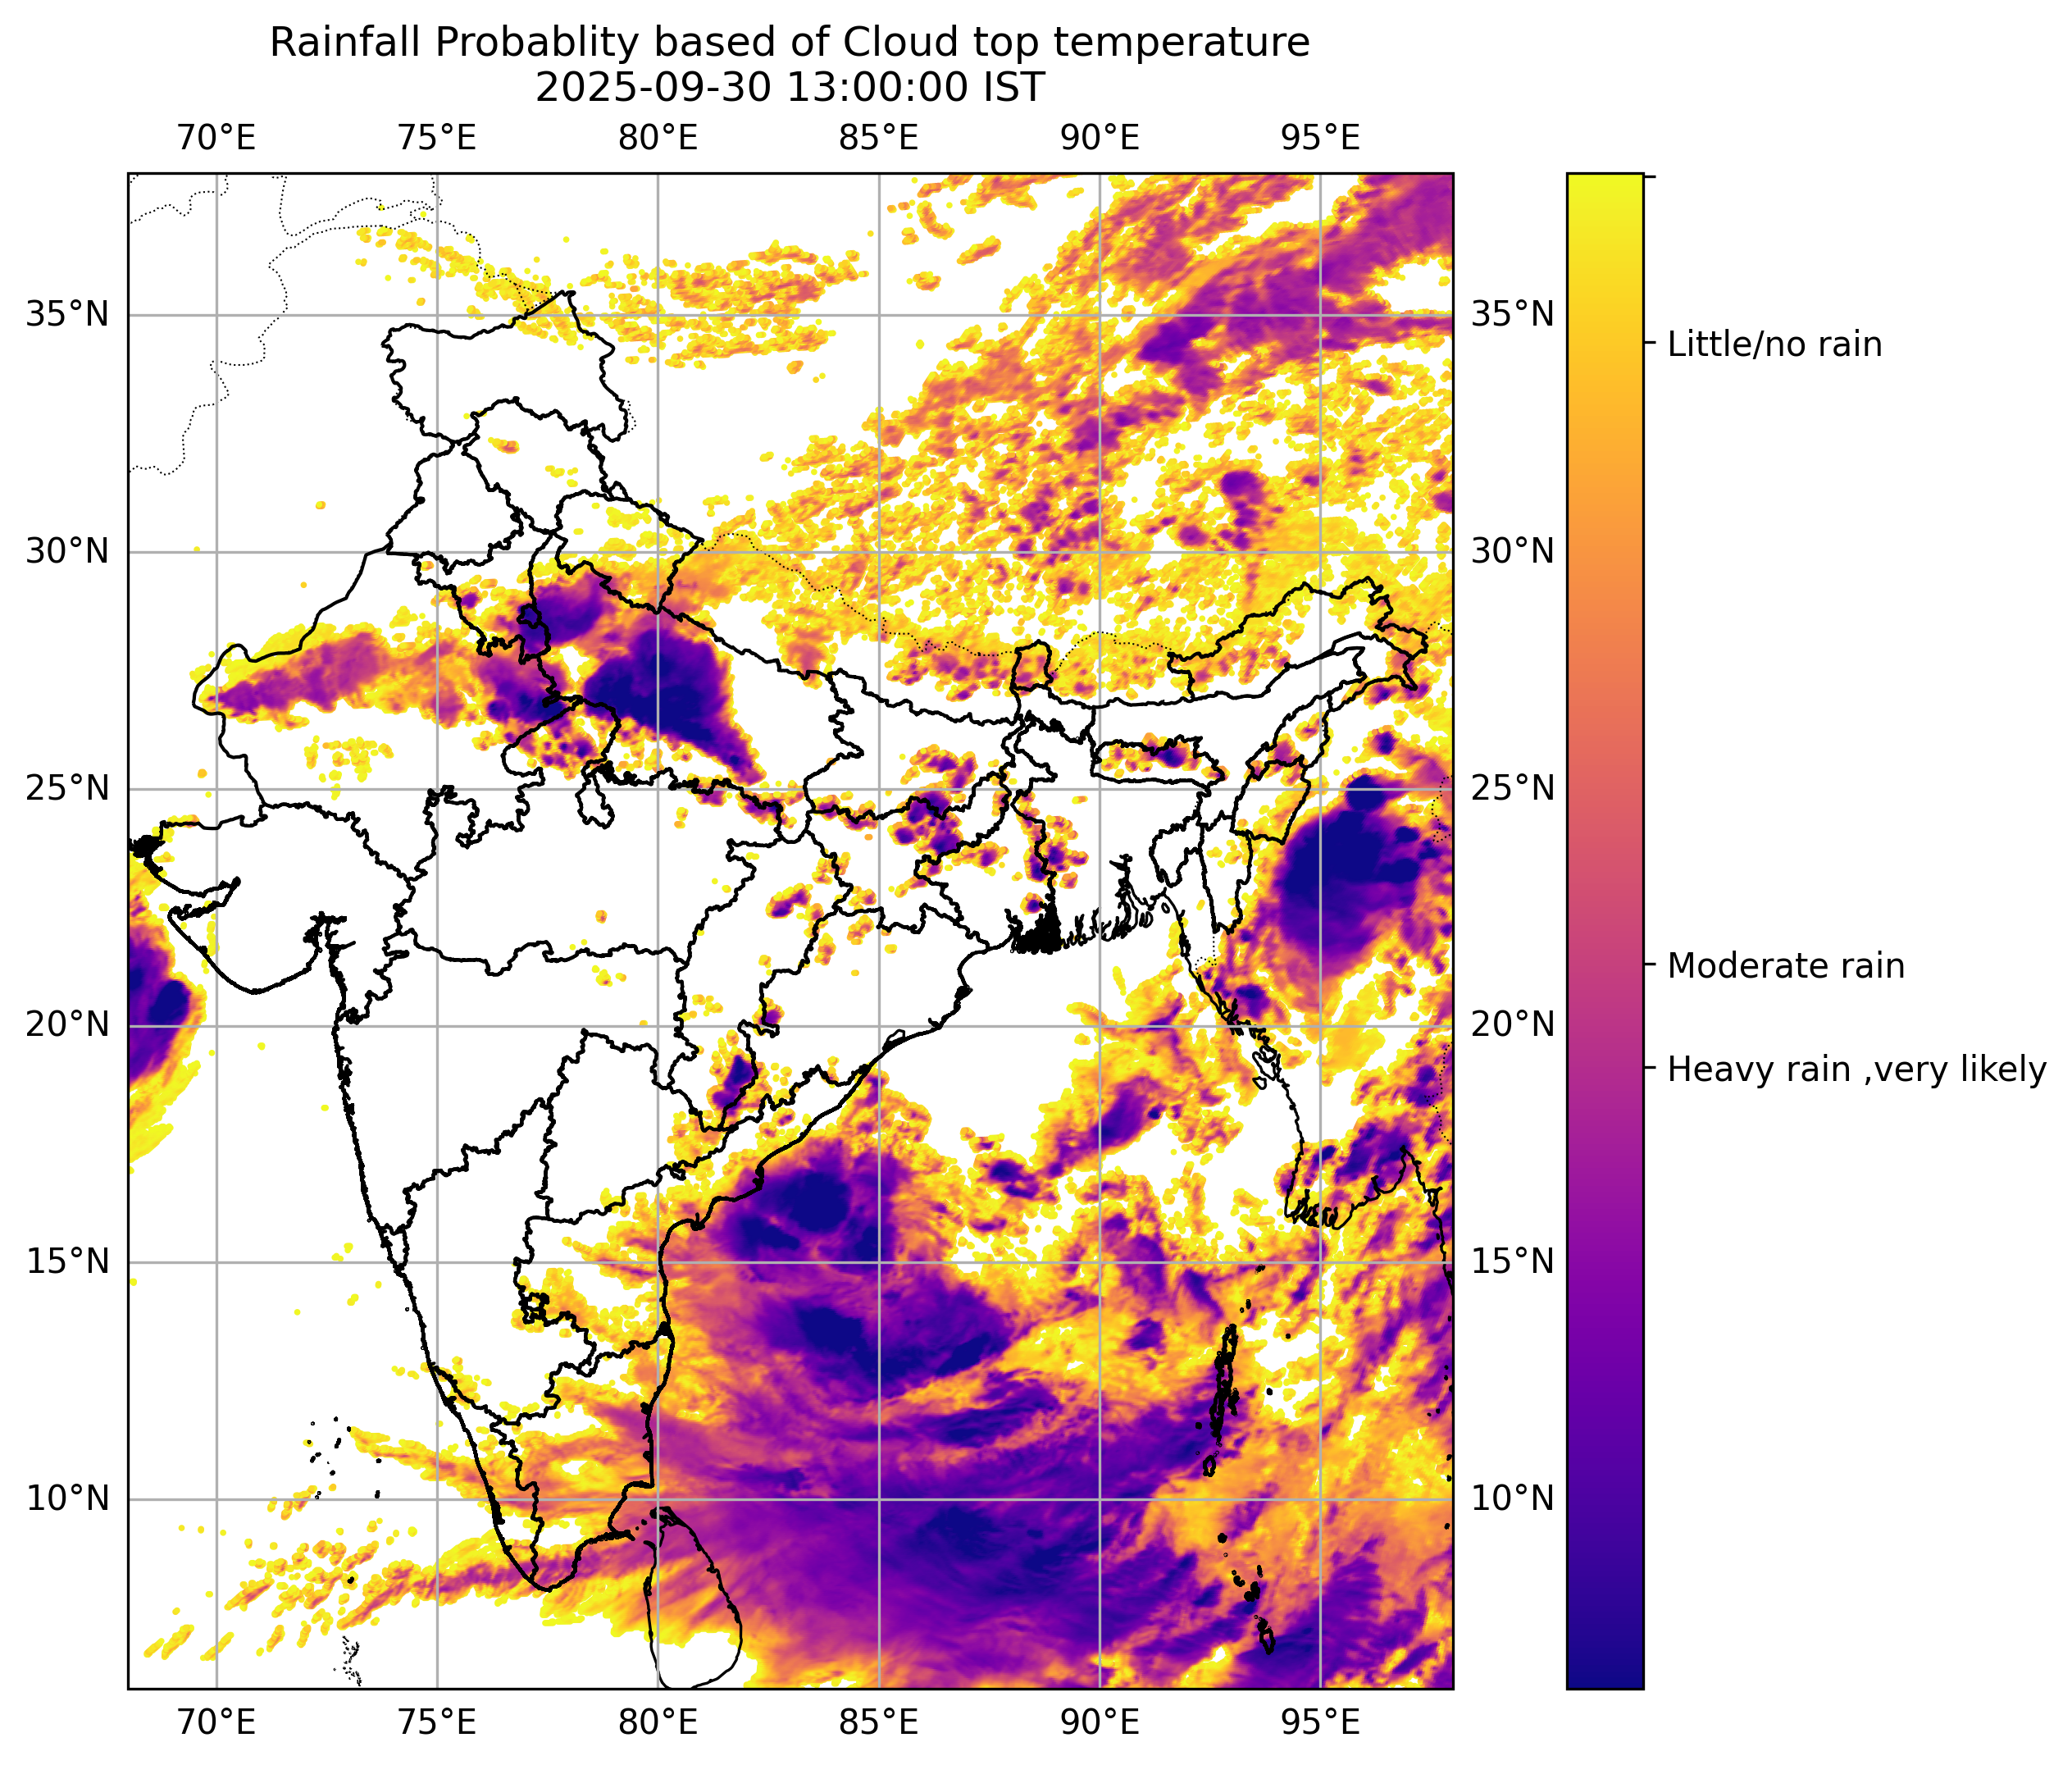 Rainfall Probablity based of Cloud top temperature
2025-09-30 13:00:00 IST
70°E 75°E 80°E 85°E 90°E 95°E
35°N 35°N
Little/no rain
30°N 30°N
25°N 25°N
Moderate rain
20°N 20°N
Heavy rain ,very likely
15°N 15°N
10°N 10°N
70°E 75°E 80°E 85°E 90°E 95°E